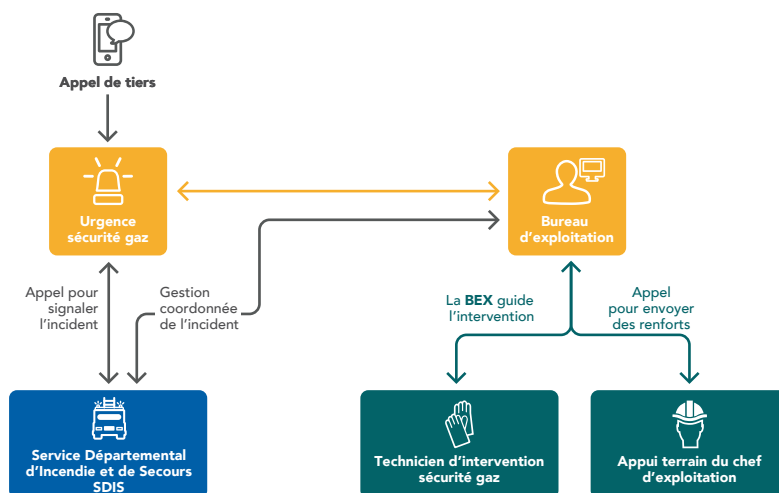 Appel de tiers
Urgence
sécurité gaz
Bureau
d’exploitation
Appel pour
signaler
l’incident
Gestion
coordonnée
de l’incident
La BEX guide
l’intervention
Appel
pour envoyer
des renforts
Service Départemental
d’Incendie et de Secours
SDIS
Technicien d’intervention
sécurité gaz
Appui terrain du chef
d’exploitation